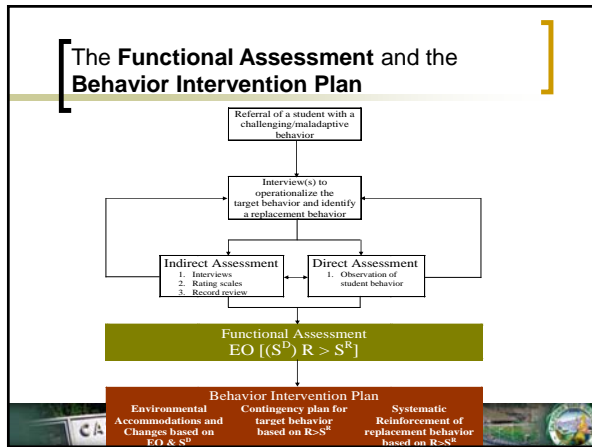 The Functional Assessment and the
Behavior Intervention Plan
Referral of a student with a
challenging/maladaptive
behavior
Interview(s) to
operationalize the
target behavior and identify
a replacement behavior
Indirect Assessment
1. Interviews
2. Rating scales
3. Record review
Direct Assessment
1. Observation of
student behavior
Functional Assessment
EO [(S^D) R > S^R]
Behavior Intervention Plan
Environmental
Accommodations and
Changes based on
EO & S^D
Contingency plan for
target behavior
based on R>S^R
Systematic
Reinforcement of
replacement behavior
based on R>S^R
CA